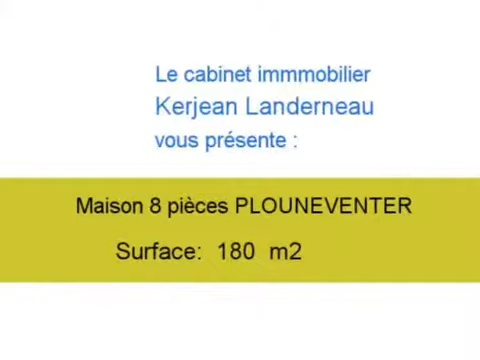 Le cabinet immmobilier
Kerjean Landerneau
vous présente :
Maison 8 pièces PLOUNEVENTER
Surface: 180 m2